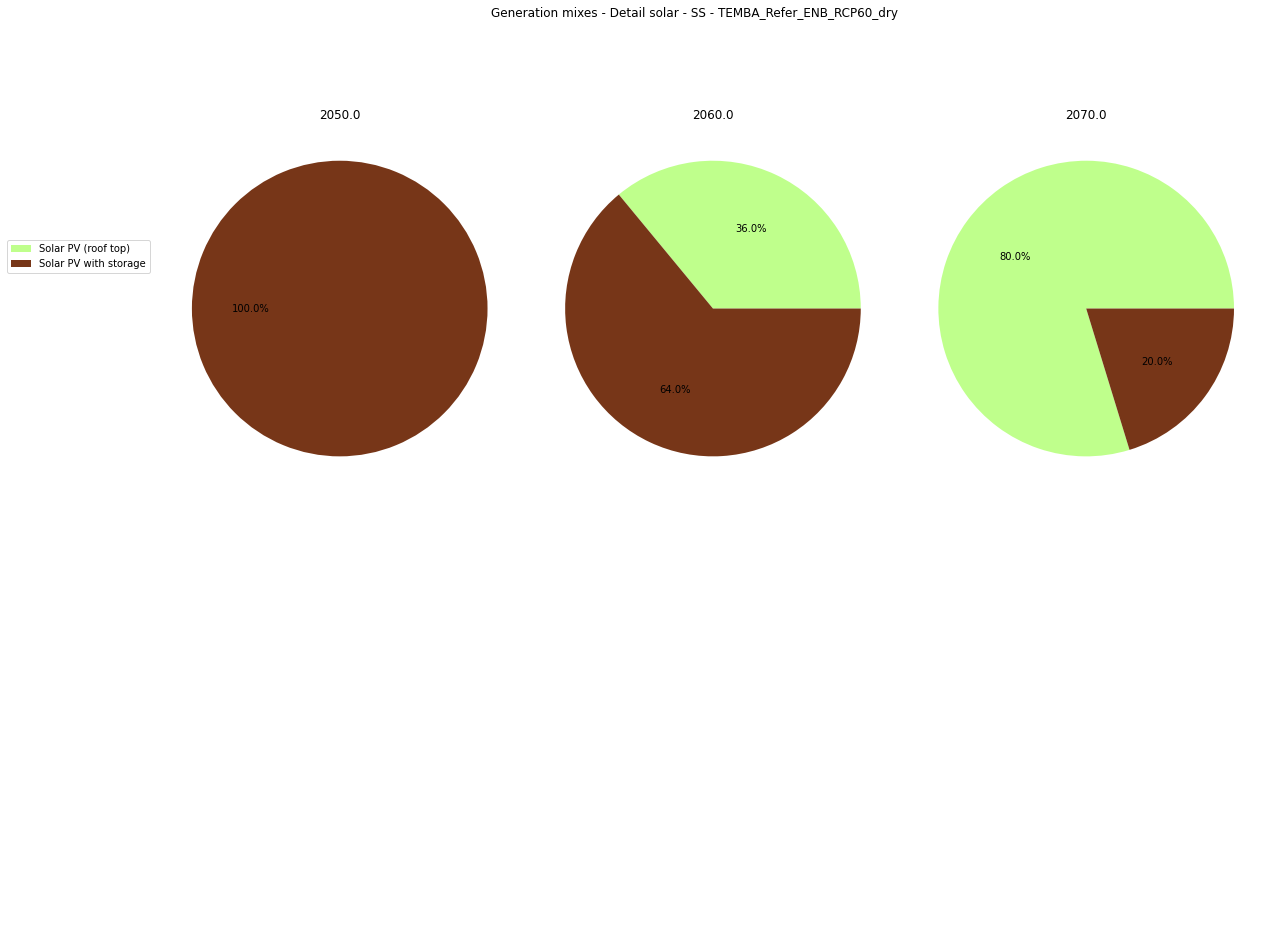 Generation mixes - Detail solar - SS - TEMBA_Refer_ENB_RCP60_dry
2050.0
2060.0
2070.0
Solar PV (roof top)
Solar PV with storage
100.0%
36.0%
64.0%
80.0%
20.0%